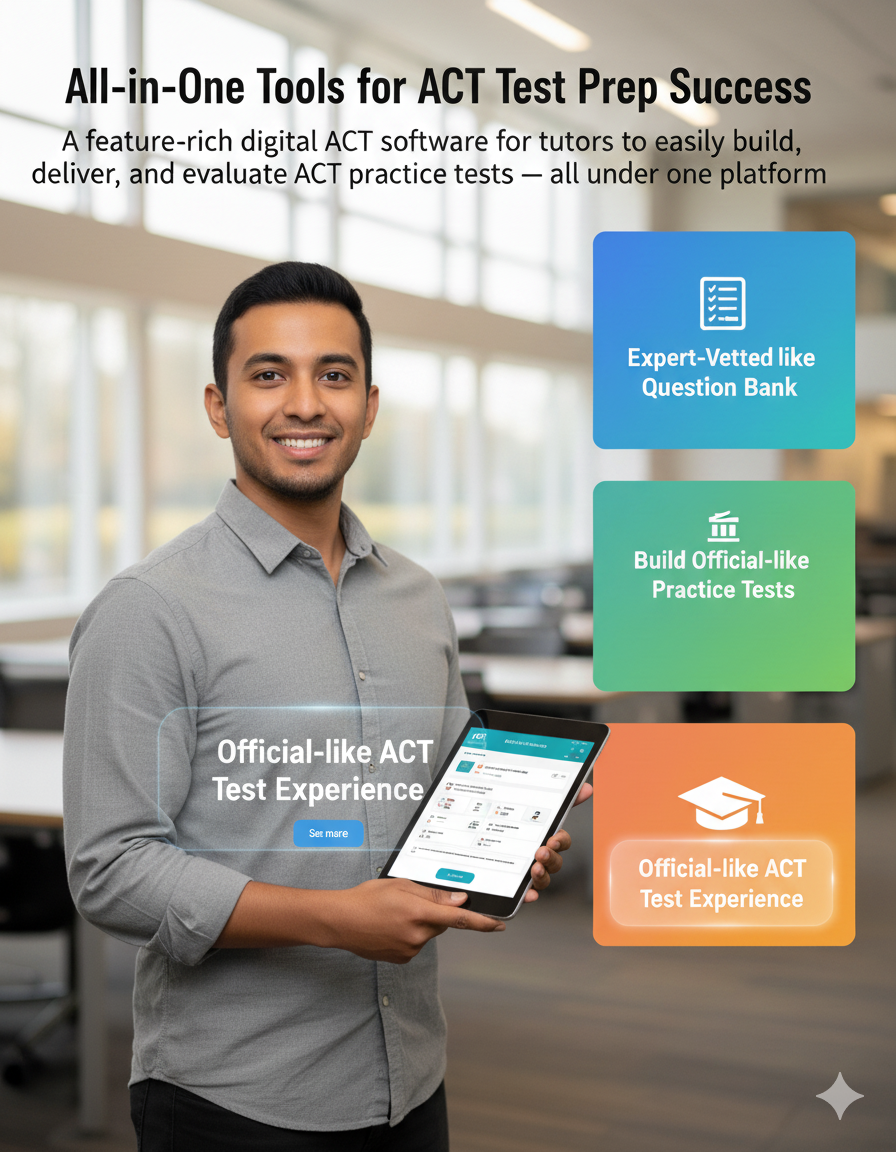 All-in-One Tools for ACT Test Prep Success
A feature-rich digital ACT software for tutors to easily build,
deliver, and evaluate ACT practice tests — all under one platform
Expert-Vetted like
Question Bank
Build Official-like
Practice Tests
Official-like ACT
Test Experience
Set mare
Official-like ACT
Test Experience